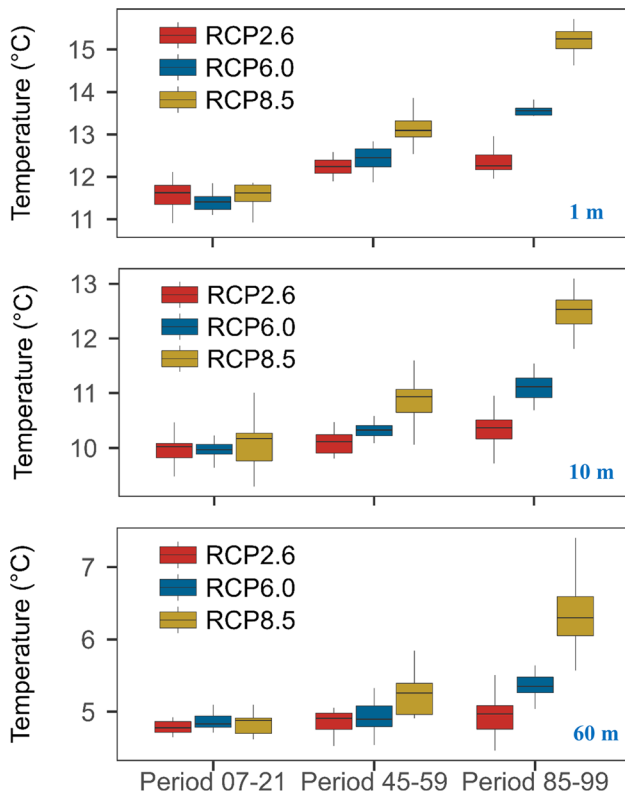 Temperature (°C)
15
14
13
12
11
RCP2.6
RCP6.0
RCP8.5
1 m
Temperature (°C)
13
12
11
10
RCP2.6
RCP6.0
RCP8.5
10 m
Temperature (°C)
7
6
5
RCP2.6
RCP6.0
RCP8.5
60 m
Period 07-21 Period 45-59 Period 85-99